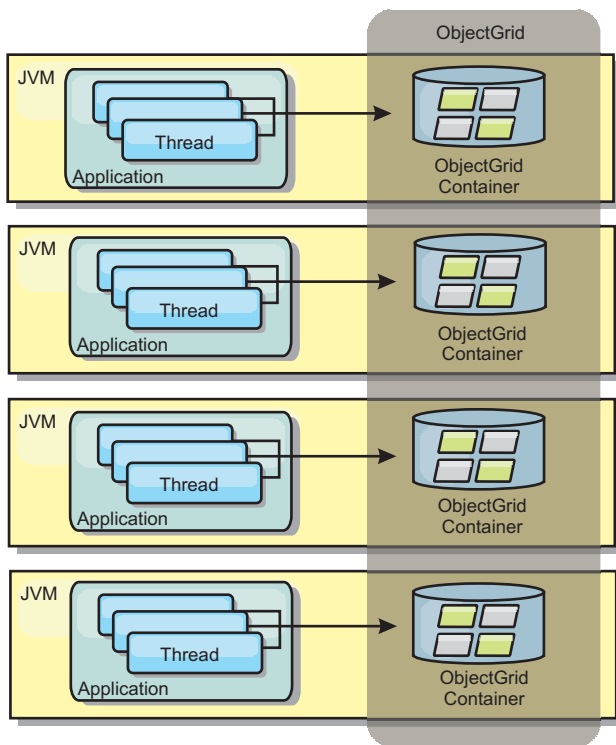 ObjectGrid
JVM
Thread
Application
ObjectGrid
Container
JVM
Thread
Application
ObjectGrid
Container
JVM
Thread
Application
ObjectGrid
Container
JVM
Thread
Application
ObjectGrid
Container